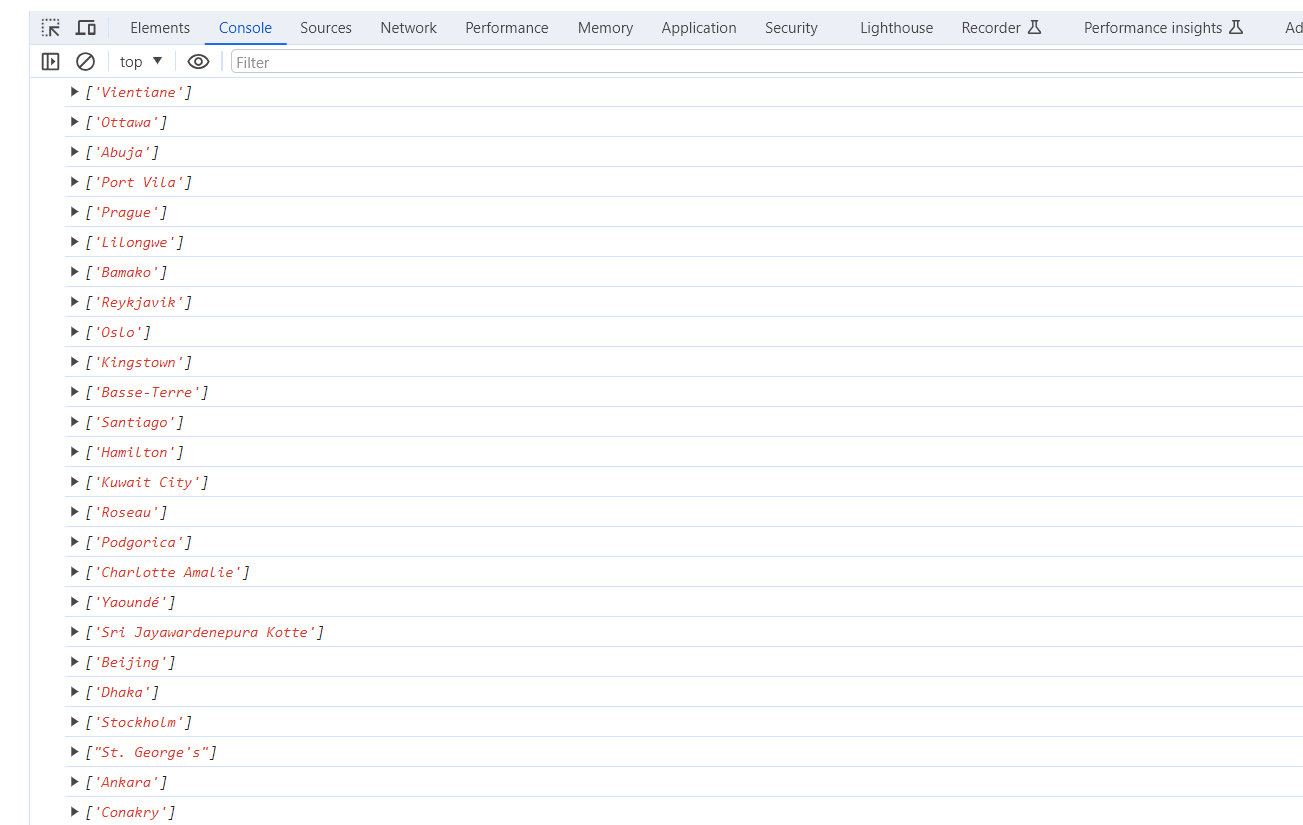 Elements Console Sources Network Performance Memory Application Security Lighthouse Recorder Performance insights Ad
top Filter
['Vientiane']
['Ottawa']
['Abuja']
['Port Vila']
['Prague']
['Lilongwe']
['Bamako']
['Reykjavik']
['Oslo']
['Kingstown']
['Basse-Terre']
['Santiago']
['Hamilton']
['Kuwait City']
['Roseau']
['Podgorica']
['Charlotte Amalie']
['Yaoundé']
['Sri Jayawardenepura Kotte']
['Beijing']
['Dhaka']
['Stockholm']
["St. George's"]
['Ankara']
['Conakry']